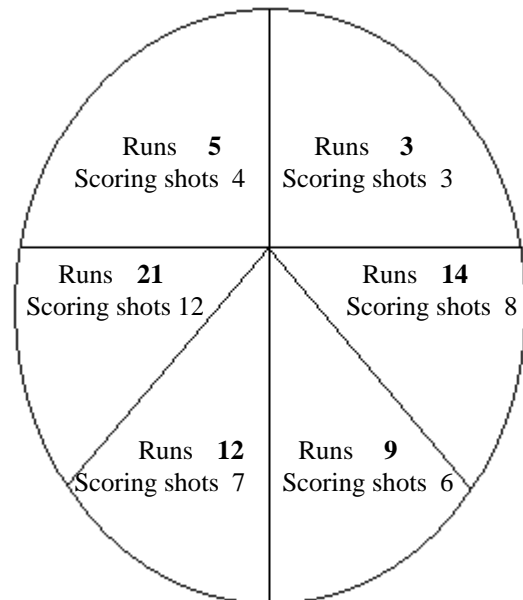 Runs 5
Scoring shots 4
Runs 3
Scoring shots 3
Runs 21
Scoring shots 12
Runs 14
Scoring shots 8
Runs 12
Scoring shots 7
Runs 9
Scoring shots 6